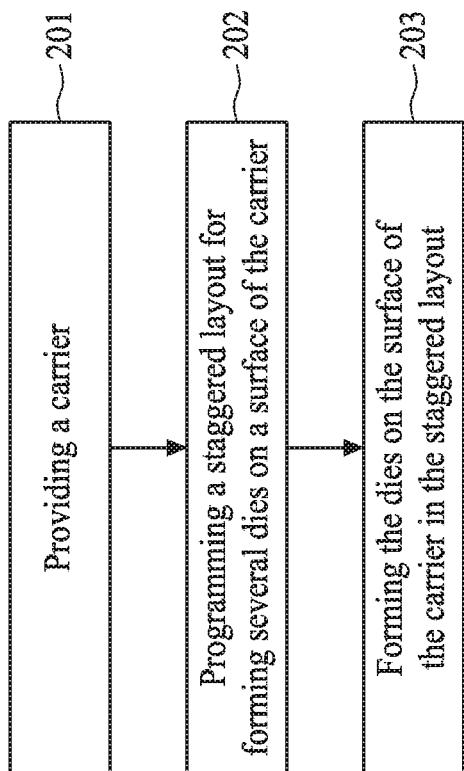 Providing a carrier
201
Programming a staggered layout for
forming several dies on a surface of the carrier
202
Forming the dies on the surface of
the carrier in the staggered layout
203